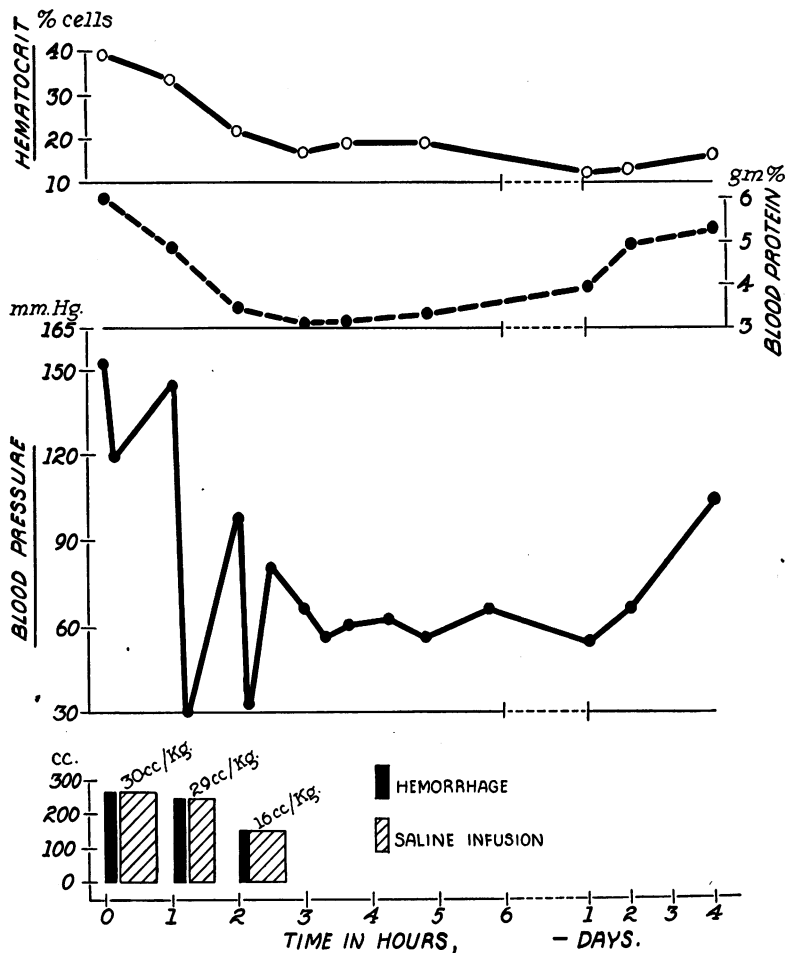 % cells
HEMATOCRIT
40
30
20
10
gm%
6
5
4
3
BLOOD PROTEIN
mm.Hg.
165
150
120
90
60
30
BLOOD PRESSURE
cc.
300
200
100
0
30cc/Kg.
29cc/Kg.
16cc/Kg.
HEMORRHAGE
SALINE INFUSION
0 1 2 3 4 5 6 1 2 3 4
TIME IN HOURS, - DAYS.